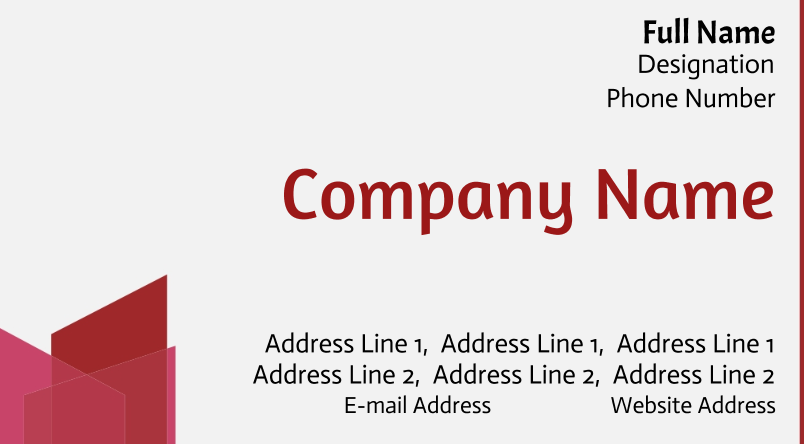 Full Name
Designation
Phone Number
Company Name
Address Line 1, Address Line 1, Address Line 1
Address Line 2, Address Line 2, Address Line 2
E-mail Address Website Address